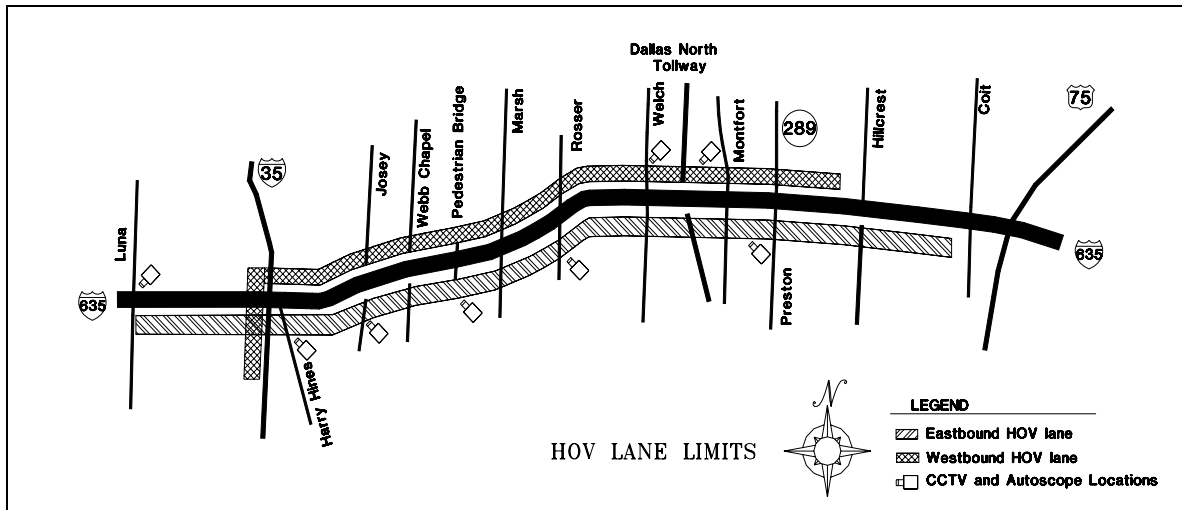 Dallas North
Tollway
Luna
35
Josey
Webb Chapel
Pedestrian Bridge
Marsh
Rosser
Welch
Montfort
289
Hillcrest
Coit
75
635
635
Harry Hines
Preston
HOV LANE LIMITS
N
LEGEND
Eastbound HOV lane
Westbound HOV lane
CCTV and Autoscope Locations